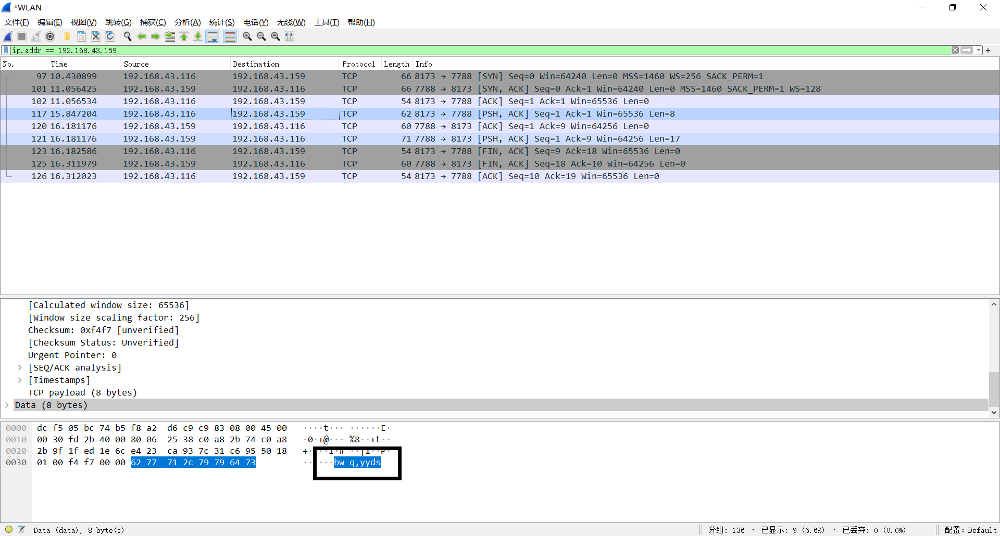 *WLAN
文件(F) 编辑(E) 视图(V) 跳转(G) 捕获(C) 分析(A) 统计(S) 电话(Y) 无线(W) 工具(T) 帮助(H)
ip.addr == 192.168.43.159
No. Time Source Destination Protocol Length Info
97 10.430899 192.168.43.116 192.168.43.159 TCP 66 8173 → 7788 [SYN] Seq=0 Win=64240 Len=0 MSS=1460 WS=256 SACK_PERM=1
101 11.056425 192.168.43.159 192.168.43.116 TCP 66 7788 → 8173 [SYN, ACK] Seq=0 Ack=1 Win=64240 Len=0 MSS=1460 SACK_PERM=1 WS=128
102 11.056534 192.168.43.116 192.168.43.159 TCP 54 8173 → 7788 [ACK] Seq=1 Ack=1 Win=65536 Len=0
117 15.847204 192.168.43.116 192.168.43.159 TCP 62 8173 → 7788 [PSH, ACK] Seq=1 Ack=1 Win=65536 Len=8
120 16.181176 192.168.43.159 192.168.43.116 TCP 60 7788 → 8173 [ACK] Seq=1 Ack=9 Win=64256 Len=0
121 16.181176 192.168.43.159 192.168.43.116 TCP 71 7788 → 8173 [PSH, ACK] Seq=1 Ack=9 Win=64256 Len=17
123 16.182586 192.168.43.116 192.168.43.159 TCP 54 8173 → 7788 [FIN, ACK] Seq=9 Ack=18 Win=65536 Len=0
125 16.311979 192.168.43.159 192.168.43.116 TCP 60 7788 → 8173 [FIN, ACK] Seq=18 Ack=10 Win=64256 Len=0
126 16.312023 192.168.43.116 192.168.43.159 TCP 54 8173 → 7788 [ACK] Seq=10 Ack=19 Win=65536 Len=0
[Calculated window size: 65536]
[Window size scaling factor: 256]
Checksum: 0xf4f7 [unverified]
[Checksum Status: Unverified]
Urgent Pointer: 0
[SEQ/ACK analysis]
[Timestamps]
TCP payload (8 bytes)
Data (8 bytes)
0000 dc f5 05 bc 74 b5 f8 a2 d6 c9 c9 83 08 00 45 00 ····t··· ······E·
0010 00 30 fd 2b 40 00 80 06 25 38 c0 a8 2b 74 c0 a8 ·0·+@··· %8··+t··
0020 2b 9f 1f ed 1e 6c e4 23 ca 93 7c 31 c6 95 50 18 +····l·# ··|1··P·
0030 01 00 f4 f7 00 00 62 77 71 2c 79 79 64 73 ······bw q,yyds
Data (data), 8 byte(s) 分组: 136 · 已显示: 9 (6.6%) · 已丢弃: 0 (0.0%) 配置: Default